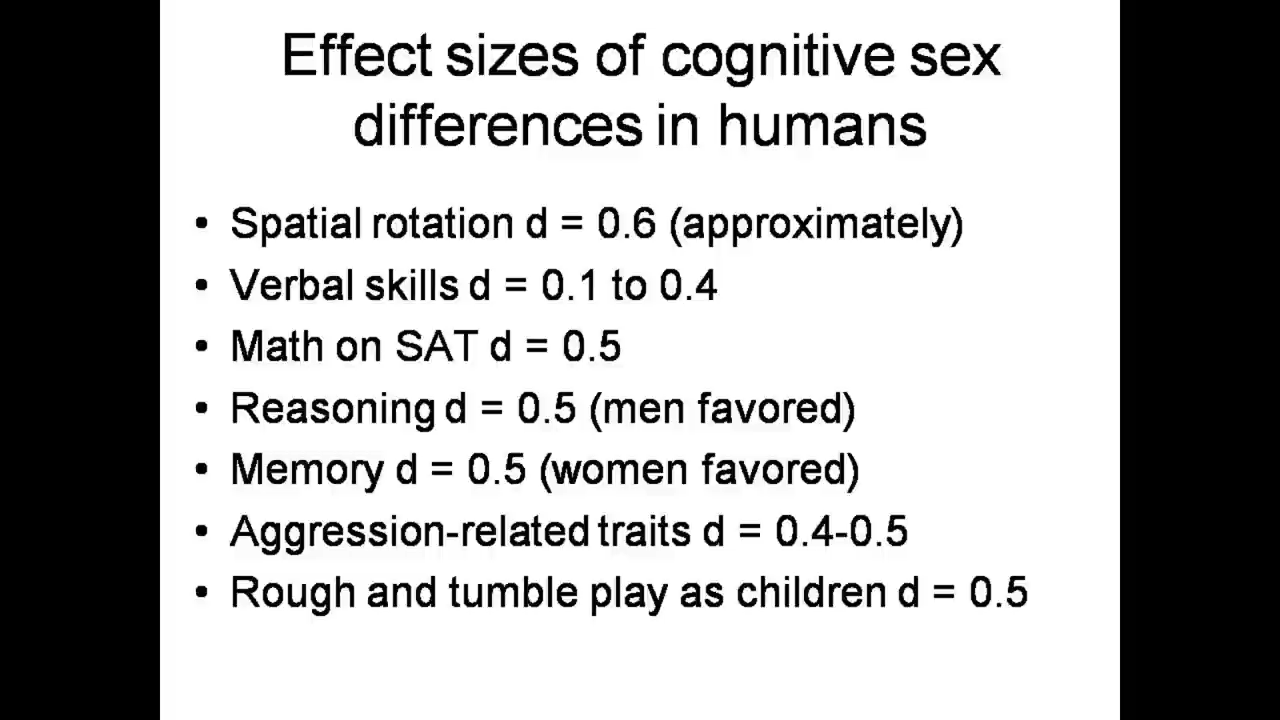 Effect sizes of cognitive sex
differences in humans
• Spatial rotation d = 0.6 (approximately)
• Verbal skills d = 0.1 to 0.4
• Math on SAT d = 0.5
• Reasoning d = 0.5 (men favored)
• Memory d = 0.5 (women favored)
• Aggression-related traits d = 0.4-0.5
• Rough and tumble play as children d = 0.5